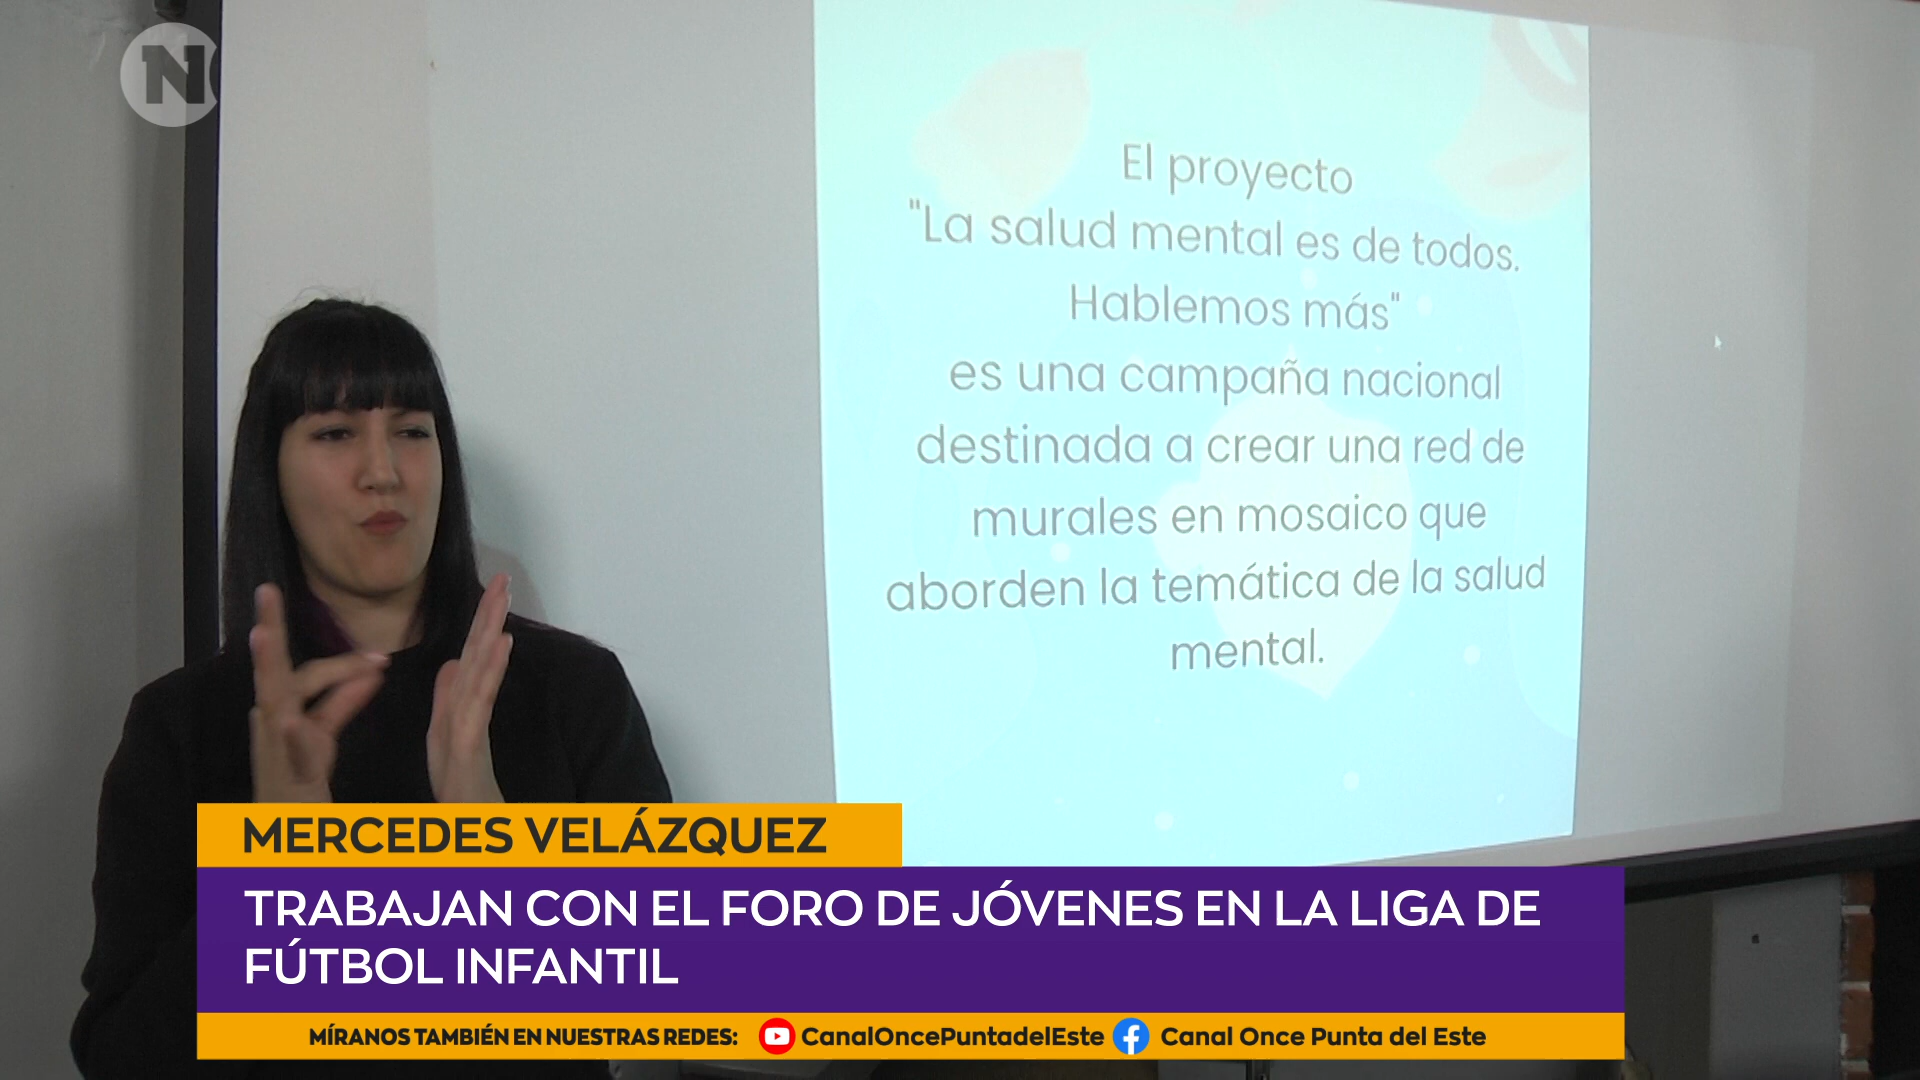 N
El proyecto
"La salud mental es de todos.
Hablemos más"
es una campaña nacional
destinada a crear una red de
murales en mosaico que
aborden la temática de la salud
mental.
MERCEDES VELÁZQUEZ
TRABAJAN CON EL FORO DE JÓVENES EN LA LIGA DE
FÚTBOL INFANTIL
MÍRANOS TAMBIÉN EN NUESTRAS REDES: CanalOncePuntadelEste Canal Once Punta del Este